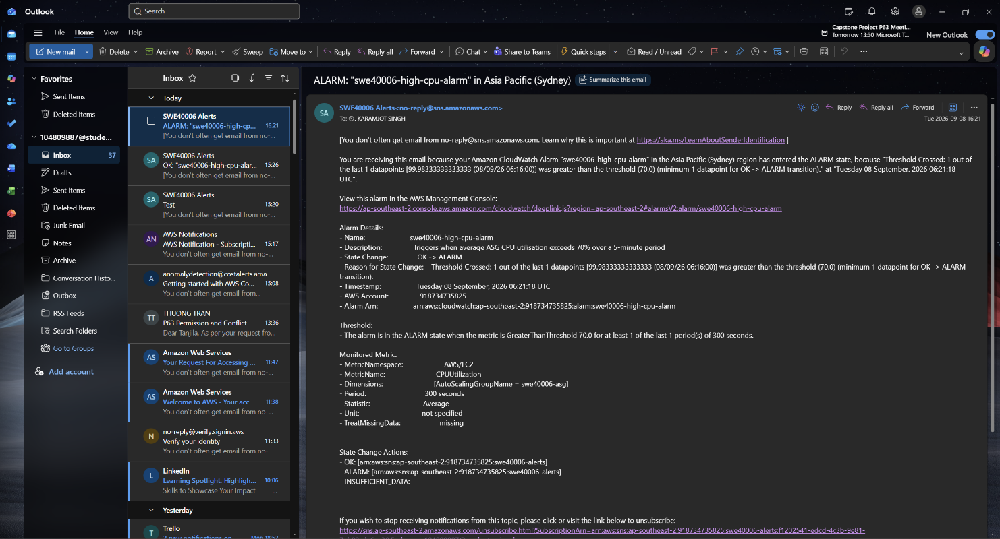 Outlook
Search
Capstone Project P63 Meeti...
Tomorrow 13:30 Microsoft T...
New Outlook
File Home View Help
New mail Delete Archive Report Sweep Move to Reply Reply all Forward Chat Share to Teams Quick steps Read / Unread
Favorites
Sent Items
Deleted Items
104809887@stude...
Inbox 37
Drafts
Sent Items
Deleted Items
Junk Email
Notes
Archive
Conversation Histo...
Outbox
RSS Feeds
Search Folders
Go to Groups
Add account
Inbox
Today
SWE40006 Alerts
ALARM: "swe40006-high-cp... 16:21
[You don't often get email from no-...
SA
SWE40006 Alerts
OK: "swe40006-high-cpu-alar... 15:26
[You don't often get email from no-...
SA
SWE40006 Alerts
Test 15:20
[You don't often get email from no-...
AN
AWS Notifications
AWS Notification - Subscripti... 15:17
You don't often get email from no-...
A
anomalydetection@costalerts.ama...
Getting started with AWS Co... 15:08
You don't often get email from...
TT
THUONG TRAN
P63 Permission and Conflict ... 13:36
Dear Tanjila, As per your request fro...
AS
Amazon Web Services
Your Request For Accessing ... 11:47
You don't often get email from no-...
AS
Amazon Web Services
Welcome to AWS - Your acc... 11:38
You don't often get email from no-...
N
no-reply@verify.signin.aws
Verify your identity 11:33
You don't often get email from no-...
L
LinkedIn
Learning Spotlight: Highligh... 10:06
Skills to Showcase Your Impact ...
Yesterday
T
Trello
2 new notifications on Mon 18:52
ALARM: "swe40006-high-cpu-alarm" in Asia Pacific (Sydney) Summarize this email
SA
SWE40006 Alerts<no-reply@sns.amazonaws.com>
To: KARAMJOT SINGH
Reply Reply all Forward
Tue 2026-09-08 16:21
[You don't often get email from no-reply@sns.amazonaws.com. Learn why this is important at https://aka.ms/LearnAboutSenderIdentification ]
You are receiving this email because your Amazon CloudWatch Alarm "swe40006-high-cpu-alarm" in the Asia Pacific (Sydney) region has entered the ALARM state, because "Threshold Crossed: 1 out of
the last 1 datapoints [99.98333333333333 (08/09/26 06:16:00)] was greater than the threshold (70.0) (minimum 1 datapoint for OK -> ALARM transition)." at "Tuesday 08 September, 2026 06:21:18
UTC".
View this alarm in the AWS Management Console:
https://ap-southeast-2.console.aws.amazon.com/cloudwatch/deeplink.js?region=ap-southeast-2#alarmsV2:alarm/swe40006-high-cpu-alarm
Alarm Details:
- Name: swe40006-high-cpu-alarm
- Description: Triggers when average ASG CPU utilisation exceeds 70% over a 5-minute period
- State Change: OK -> ALARM
- Reason for State Change: Threshold Crossed: 1 out of the last 1 datapoints [99.98333333333333 (08/09/26 06:16:00)] was greater than the threshold (70.0) (minimum 1 datapoint for OK -> ALARM
transition).
- Timestamp: Tuesday 08 September, 2026 06:21:18 UTC
- AWS Account: 918734735825
- Alarm Arn: arn:aws:cloudwatch:ap-southeast-2:918734735825:alarm:swe40006-high-cpu-alarm
Threshold:
- The alarm is in the ALARM state when the metric is GreaterThanThreshold 70.0 for at least 1 of the last 1 period(s) of 300 seconds.
Monitored Metric:
- MetricNamespace: AWS/EC2
- MetricName: CPUUtilization
- Dimensions: [AutoScalingGroupName = swe40006-asg]
- Period: 300 seconds
- Statistic: Average
- Unit: not specified
- TreatMissingData: missing
State Change Actions:
- OK: [arn:aws:sns:ap-southeast-2:918734735825:swe40006-alerts]
- ALARM: [arn:aws:sns:ap-southeast-2:918734735825:swe40006-alerts]
- INSUFFICIENT_DATA:
--
If you wish to stop receiving notifications from this topic, please click or visit the link below to unsubscribe:
https://sns.ap-southeast-2.amazonaws.com/unsubscribe.html?SubscriptionArn=arn:aws:sns:ap-southeast-2:918734735825:swe40006-alerts:f1202541-edcd-4c3b-9e81-